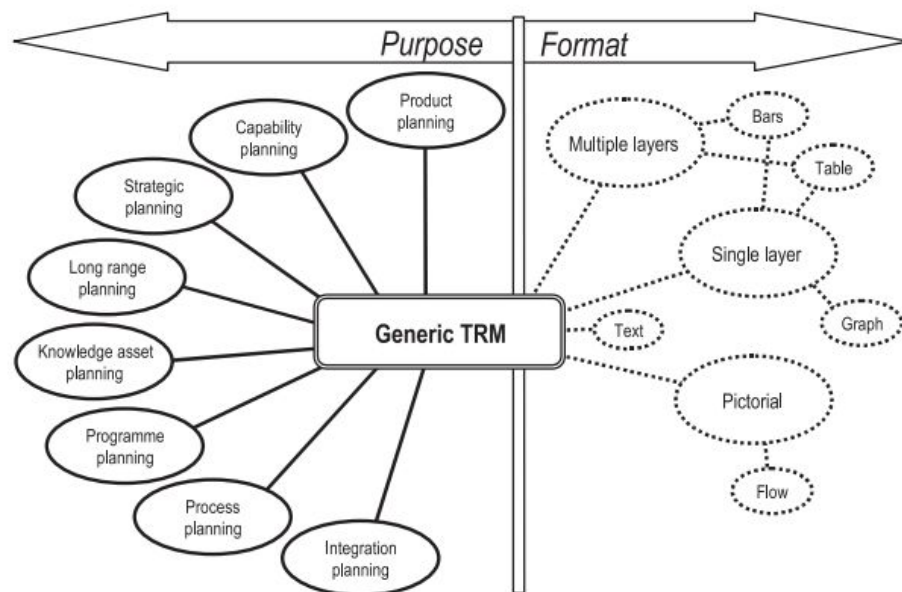 Purpose
Format
Product
planning
Capability
planning
Strategic
planning
Long range
planning
Knowledge asset
planning
Programme
planning
Process
planning
Integration
planning
Generic TRM
Multiple layers
Bars
Table
Single layer
Graph
Text
Pictorial
Flow